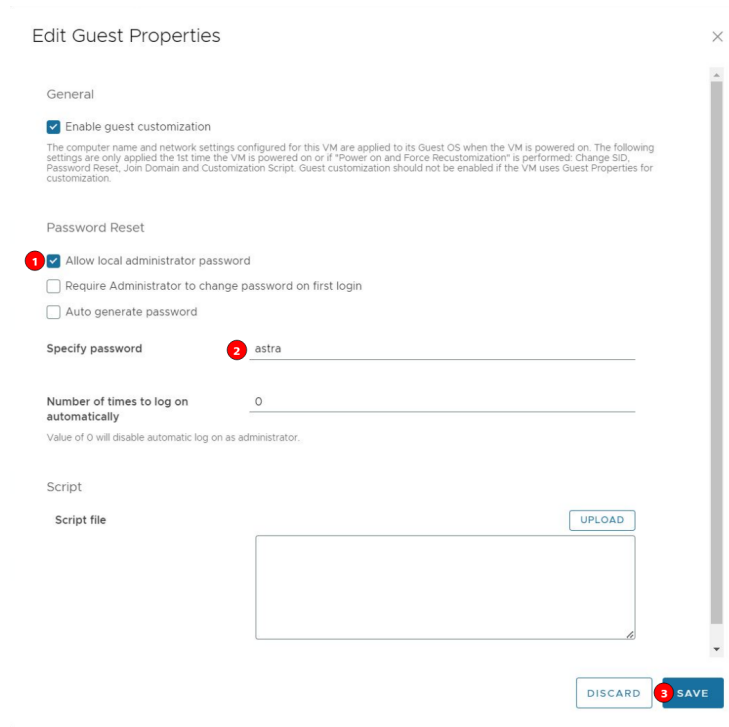 Edit Guest Properties
General
Enable guest customization
The computer name and network settings configured for this VM are applied to its Guest OS when the VM is powered on. The following
settings are only applied the 1st time the VM is powered on or if "Power on and Force Recustomization" is performed: Change SID,
Password Reset, Join Domain and Customization Script. Guest customization should not be enabled if the VM uses Guest Properties for
customization.
Password Reset
1 Allow local administrator password
Require Administrator to change password on first login
Auto generate password
Specify password 2 astra
Number of times to log on
automatically 0
Value of 0 will disable automatic log on as administrator.
Script
Script file UPLOAD
DISCARD 3 SAVE